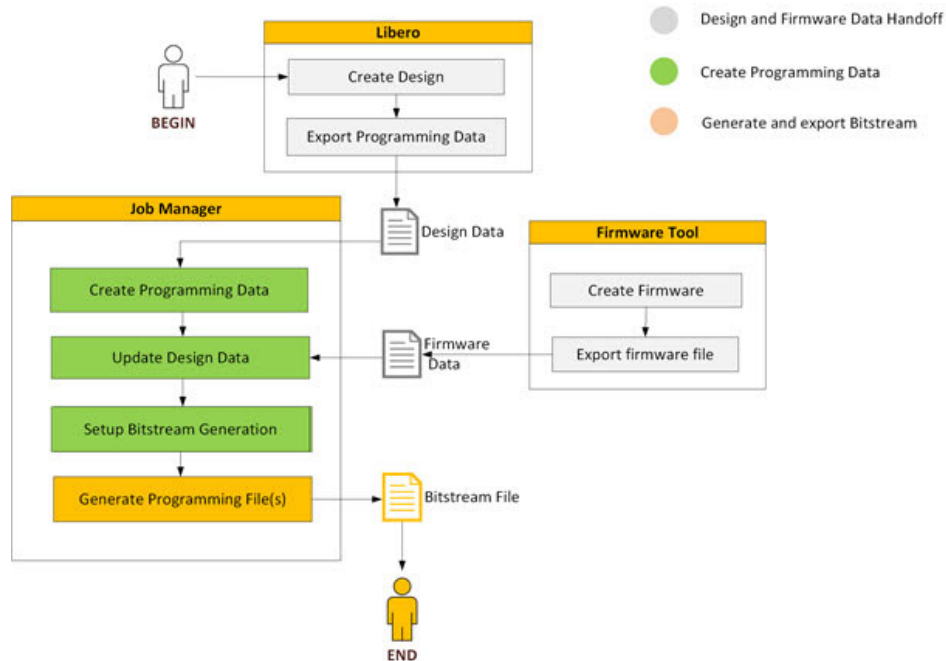 Libero
Create Design
Export Programming Data
BEGIN
Design and Firmware Data Handoff
Create Programming Data
Generate and export Bitstream
Job Manager
Create Programming Data
Update Design Data
Setup Bitstream Generation
Generate Programming File(s)
Design Data
Firmware
Data
Firmware Tool
Create Firmware
Export firmware file
Bitstream File
END